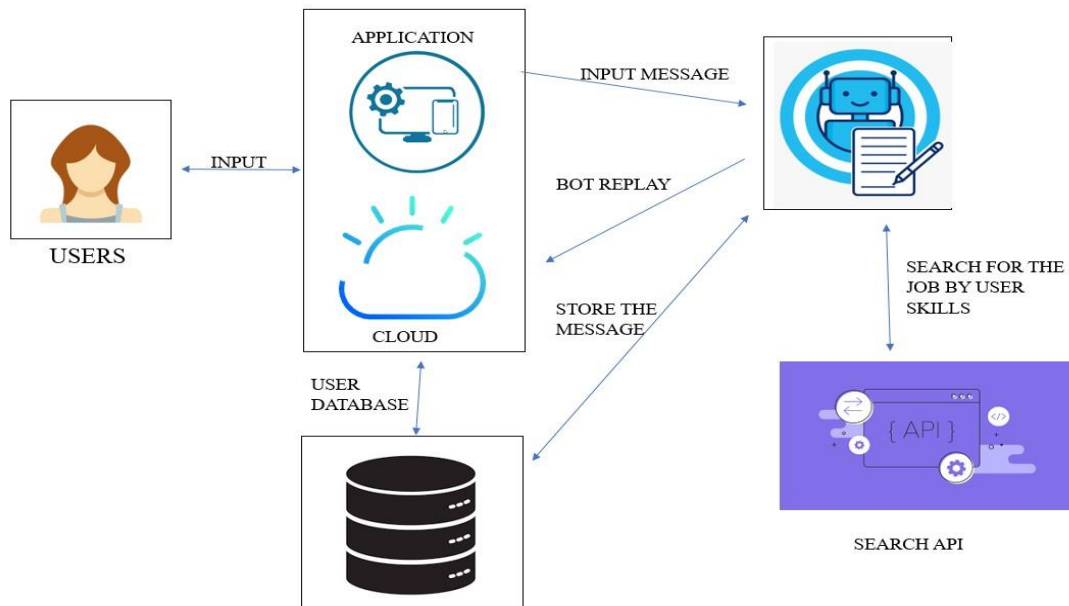 APPLICATION
INPUT MESSAGE
INPUT
BOT REPLAY
USERS
SEARCH FOR THE
JOB BY USER
SKILLS
STORE THE
MESSAGE
CLOUD
USER
DATABASE
{ API }
</>
SEARCH API